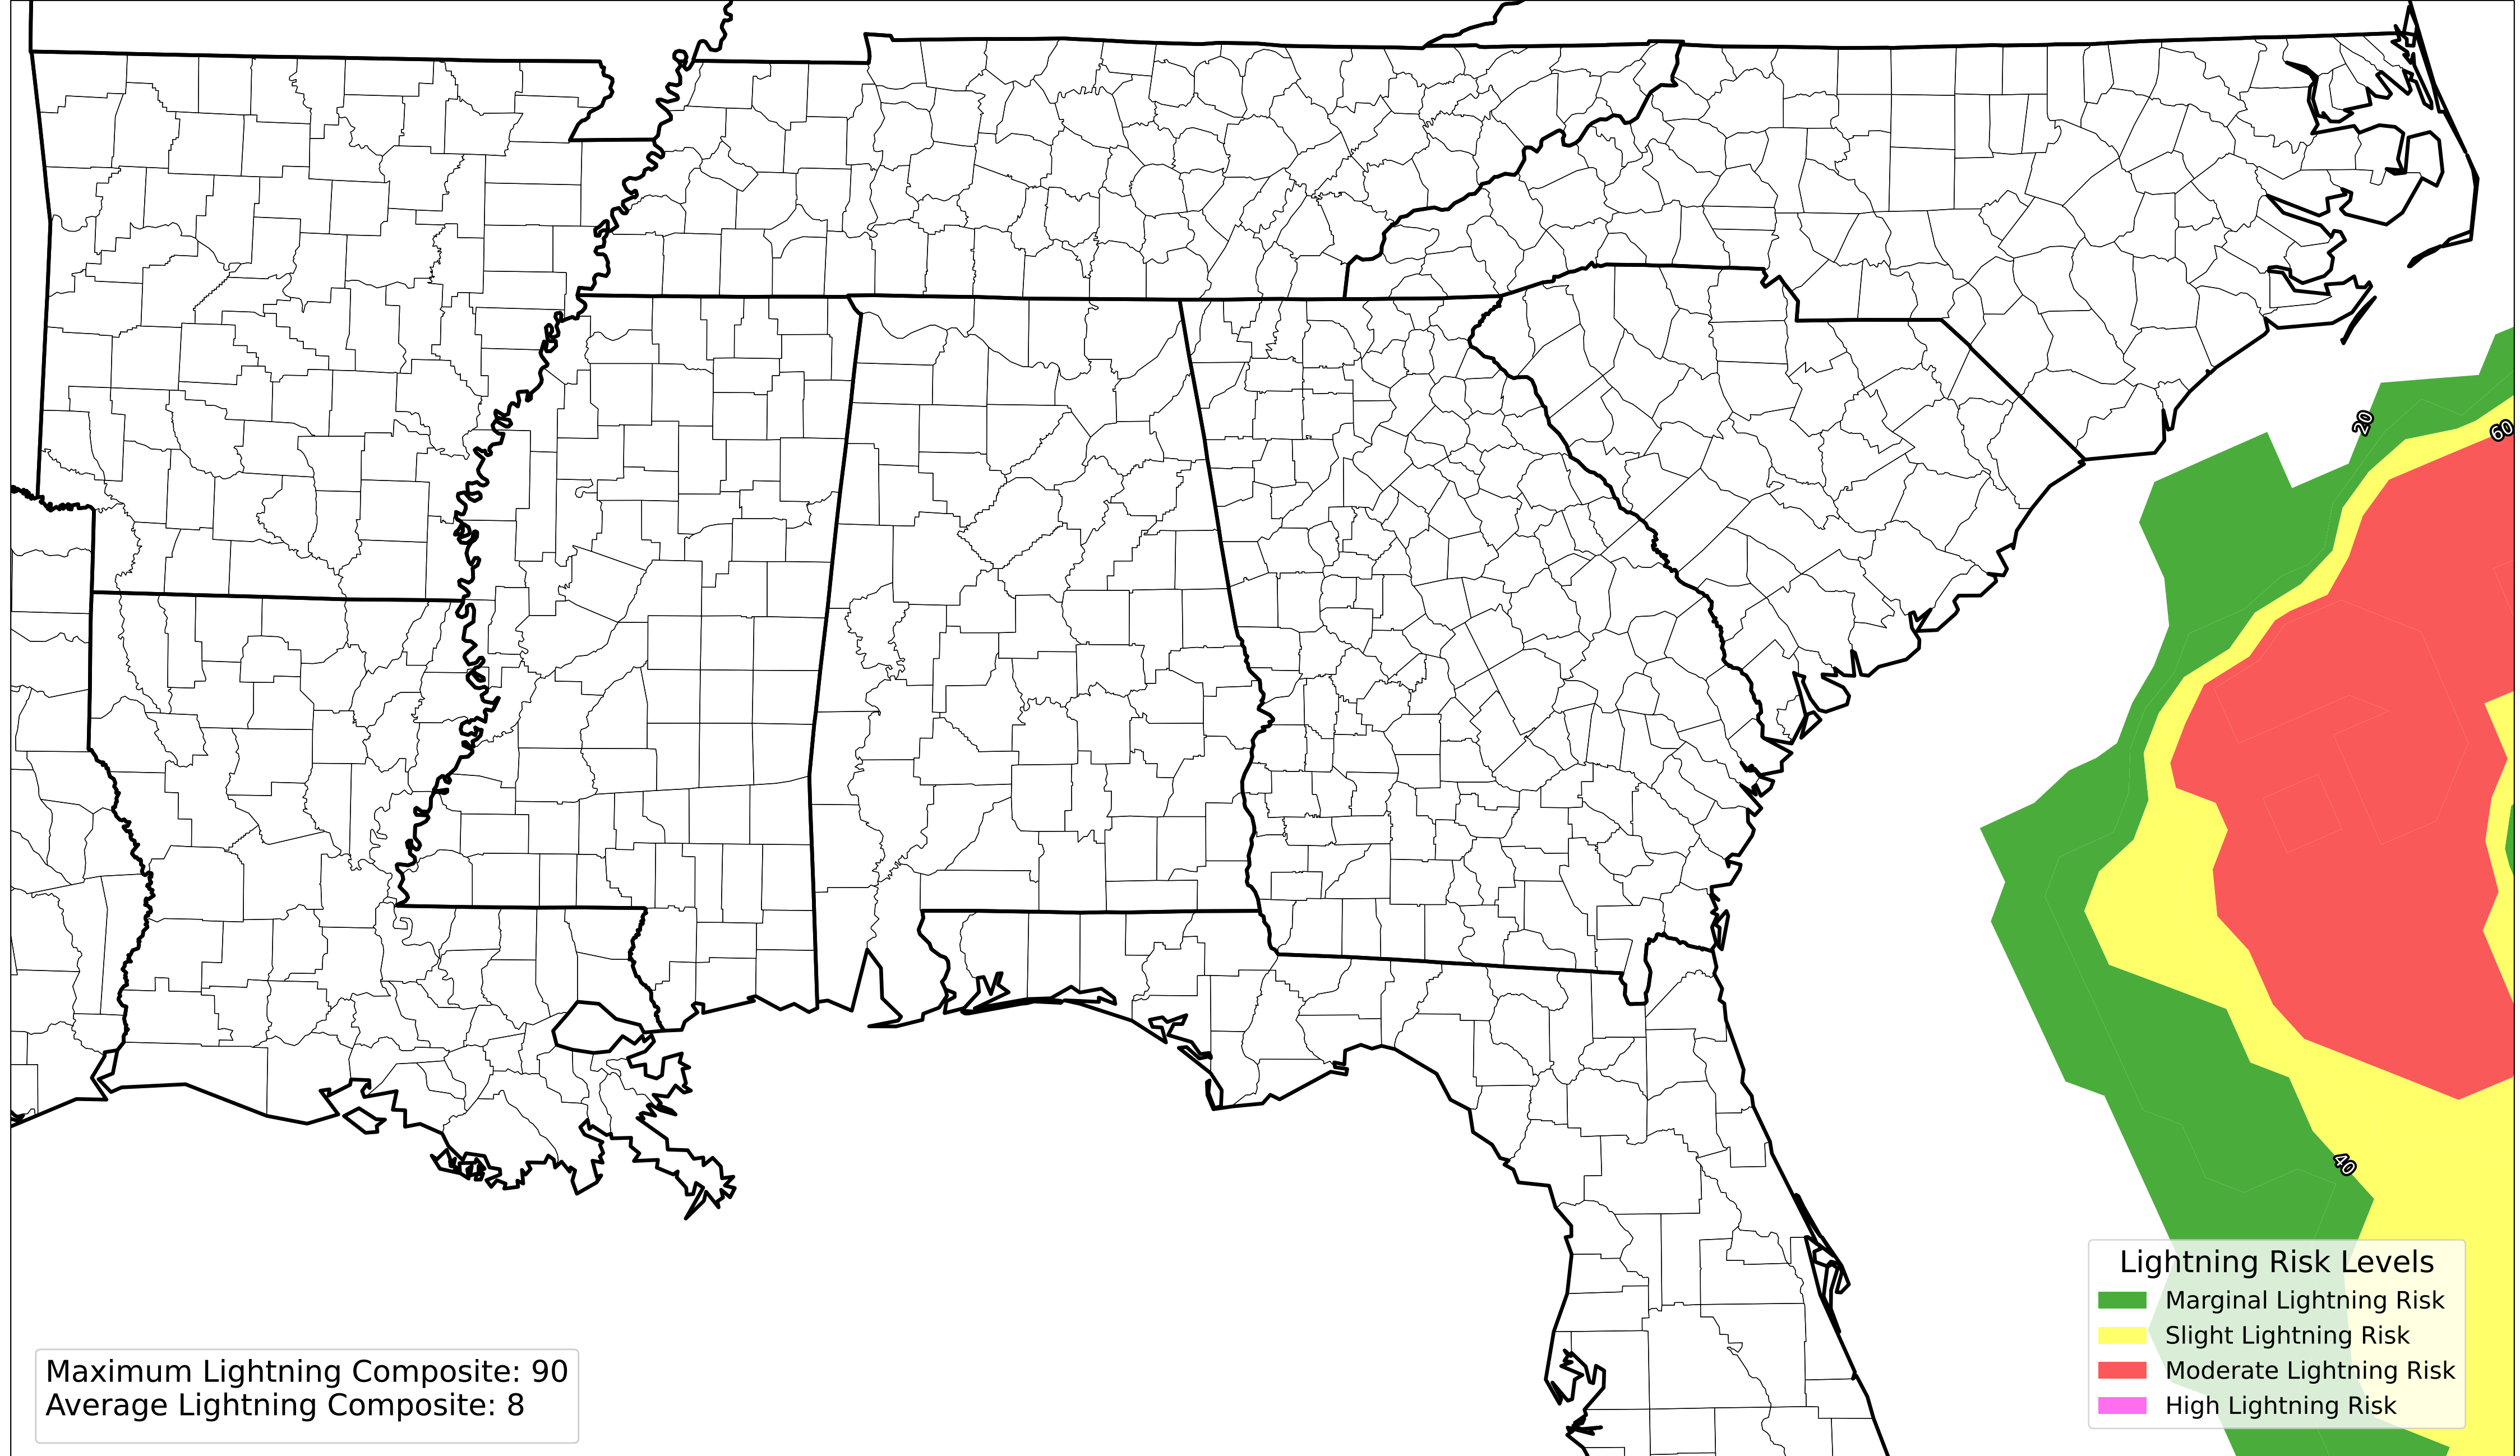 20
60
40
Lightning Risk Levels
Marginal Lightning Risk
Slight Lightning Risk
Moderate Lightning Risk
High Lightning Risk
Maximum Lightning Composite: 90
Average Lightning Composite: 8